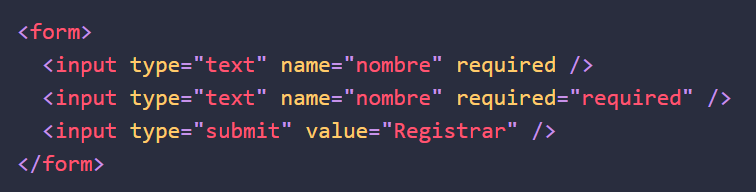 <form>
<input type="text" name="nombre" required />
<input type="text" name="nombre" required="required" />
<input type="submit" value="Registrar" />
</form>